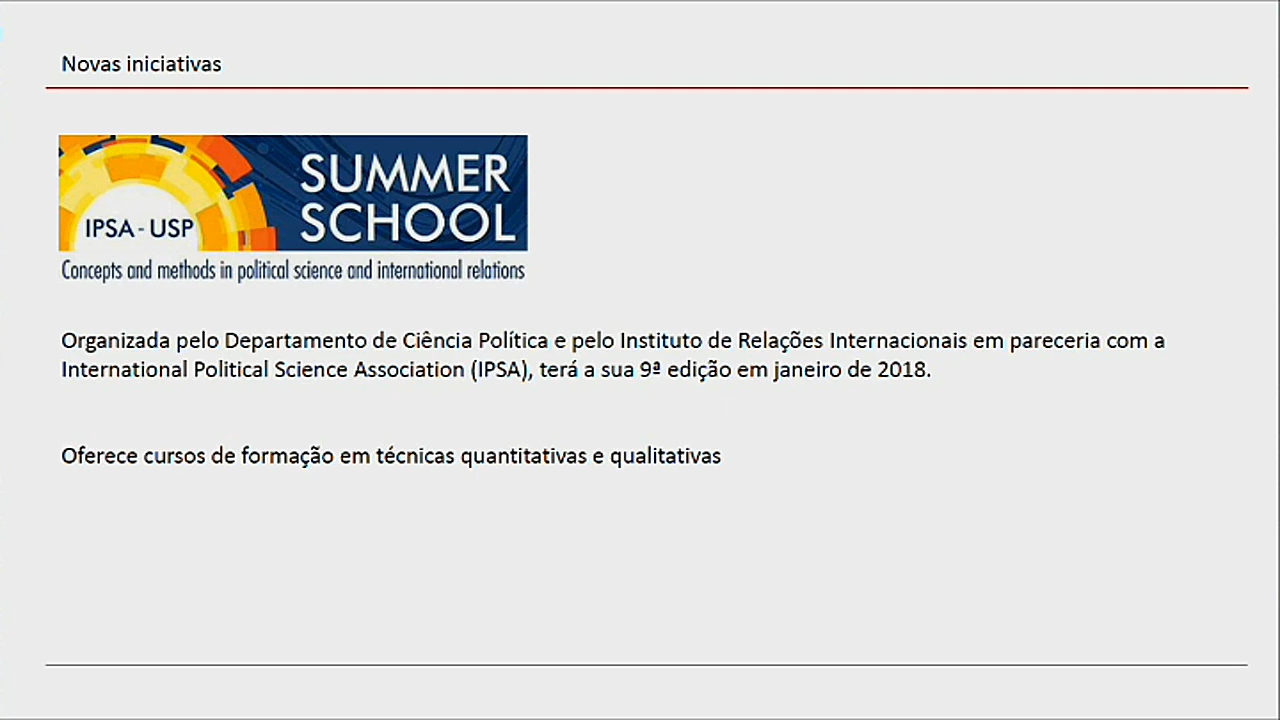 Novas iniciativas
SUMMER
SCHOOL
IPSA - USP
Concepts and methods in political science and international relations
Organizada pelo Departamento de Ciência Política e pelo Instituto de Relações Internacionais em pareceria com a
International Political Science Association (IPSA), terá a sua 9ª edição em janeiro de 2018.
Oferece cursos de formação em técnicas quantitativas e qualitativas